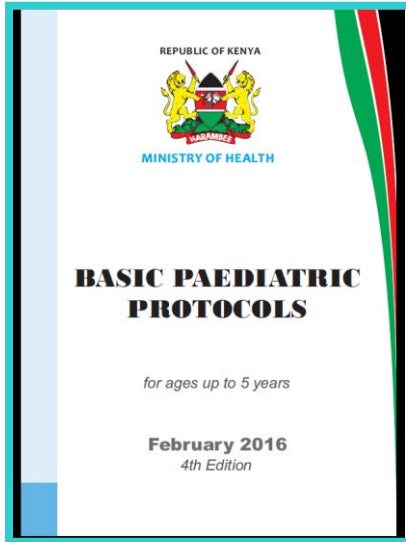 REPUBLIC OF KENYA
HARAMBEE
MINISTRY OF HEALTH
BASIC PAEDIATRIC
PROTOCOLS
for ages up to 5 years
February 2016
4th Edition